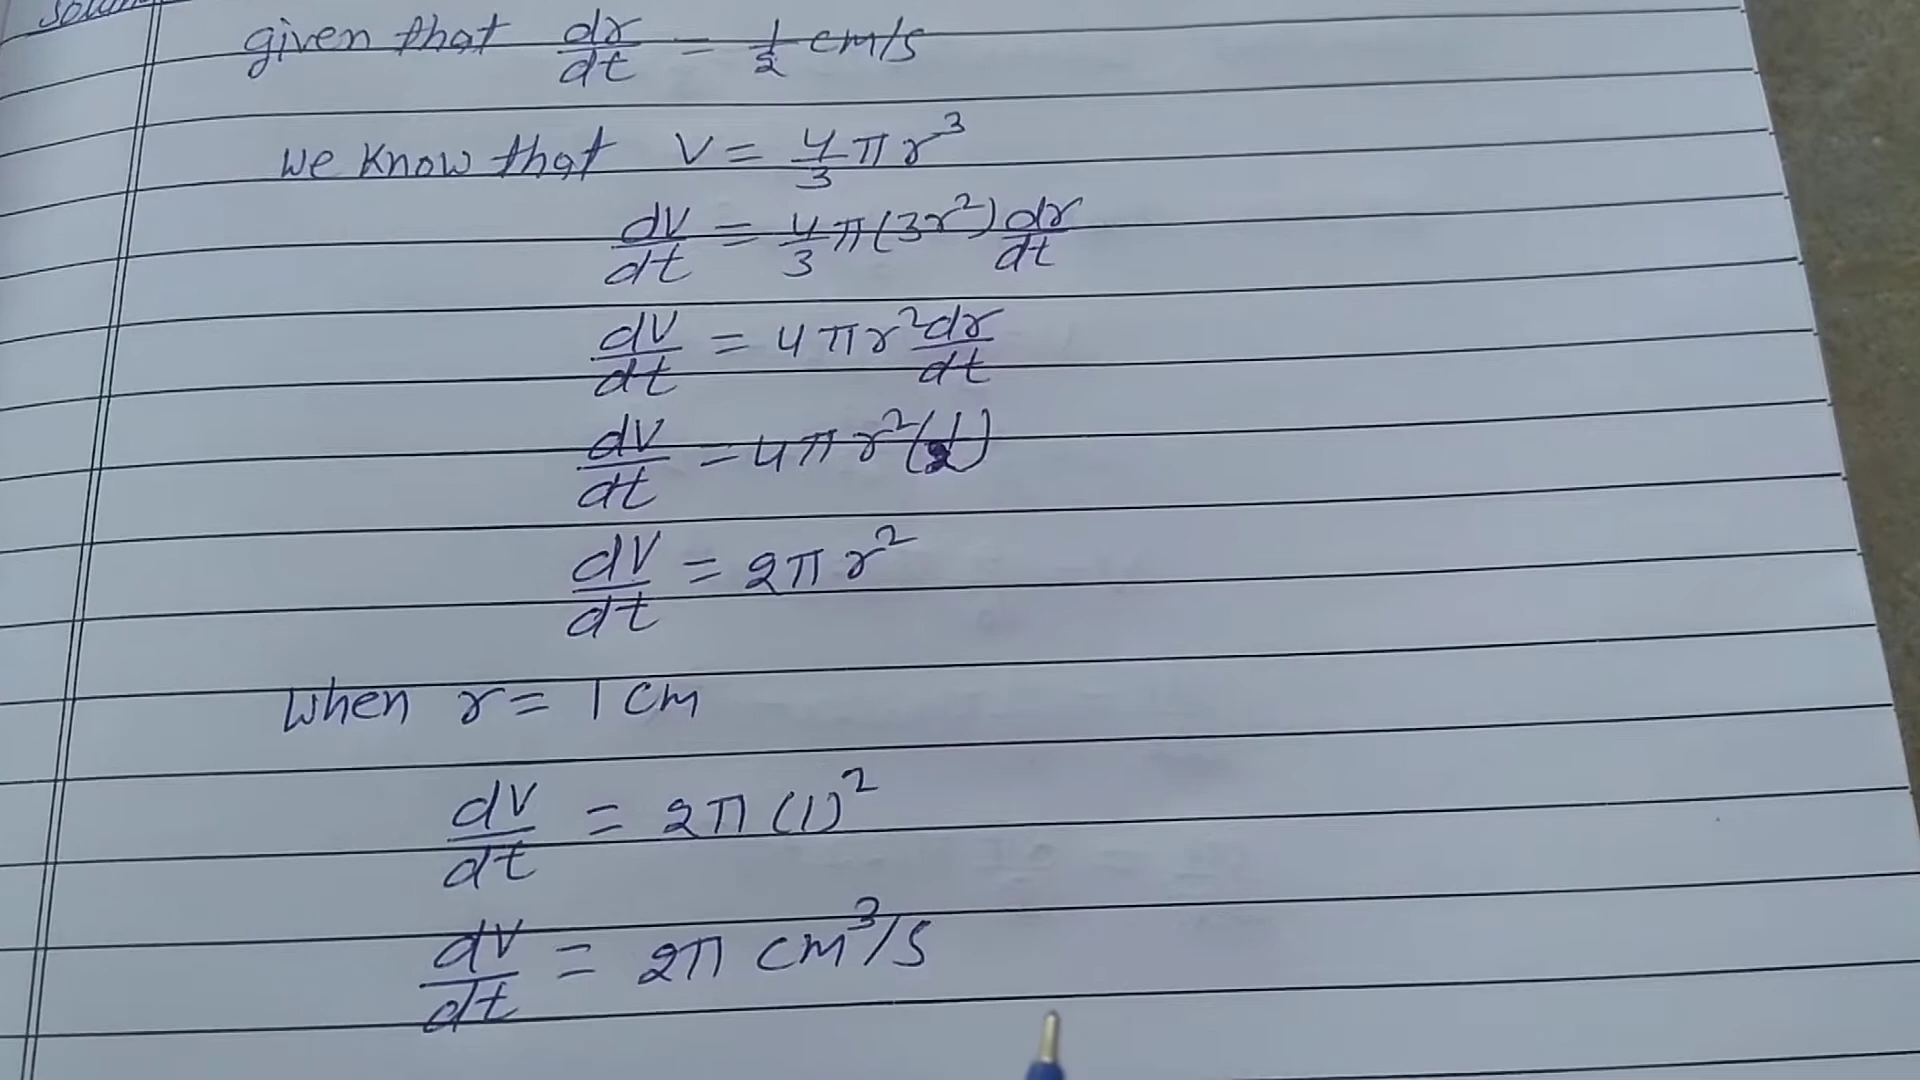 given that dr/dt = 1/2 cm/s
we know that V = 4/3 π r³
dV/dt = 4/3 π (3r²) dr/dt
dV/dt = 4πr² dr/dt
dV/dt = 4πr² (1/2)
dV/dt = 2πr²
when r = 1 cm
dV/dt = 2π (1)²
dV/dt = 2π cm³/s